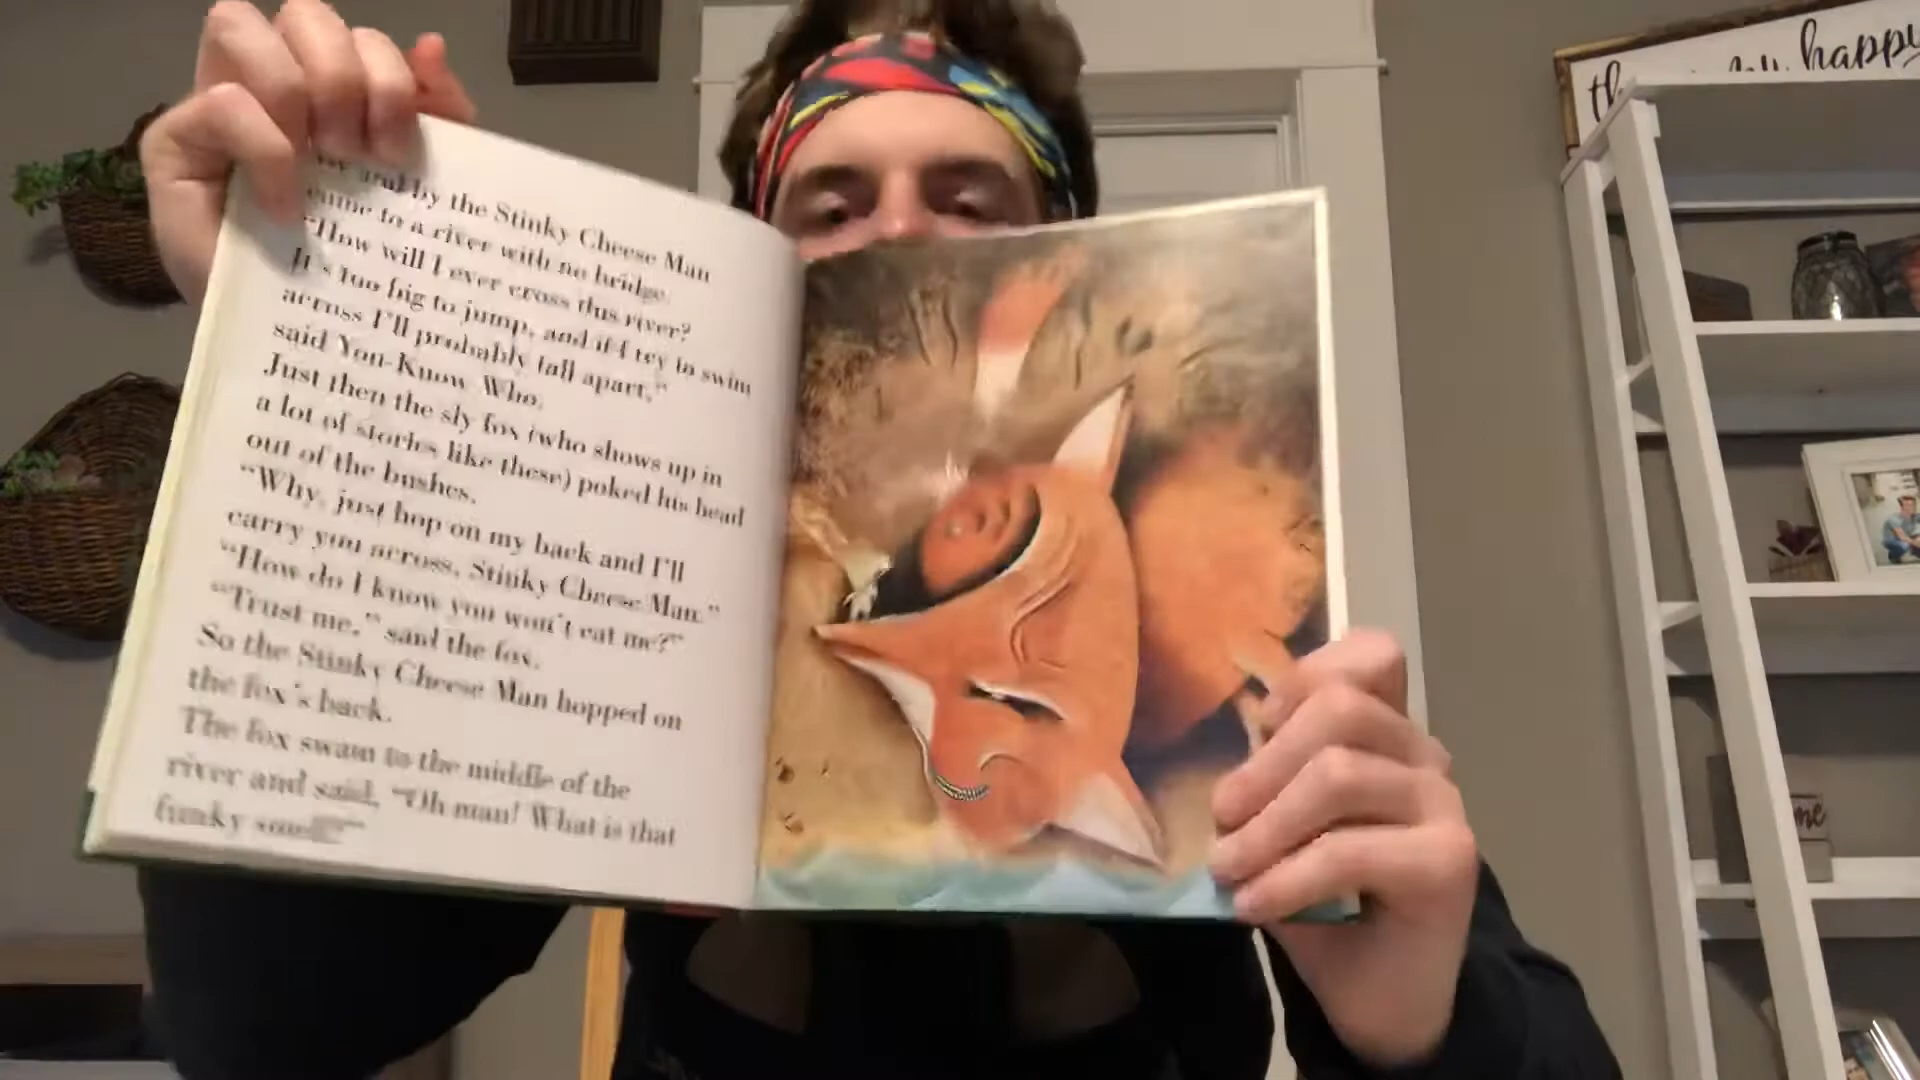 and by the Stinky Cheese Man
came to a river with no bridge.
"How will I ever cross this river?
It's too big to jump, and if I try to swim
across I'll probably fall apart,"
said You-Know-Who.
Just then the sly fox (who shows up in
a lot of stories like these) poked his head
out of the bushes.
"Why, just hop on my back and I'll
carry you across, Stinky Cheese Man."
"How do I know you won't eat me?"
"Trust me," said the fox.
So the Stinky Cheese Man hopped on
the fox's back.
The fox swam to the middle of the
river and said, "Oh man! What is that
funky smell?"
happy
me